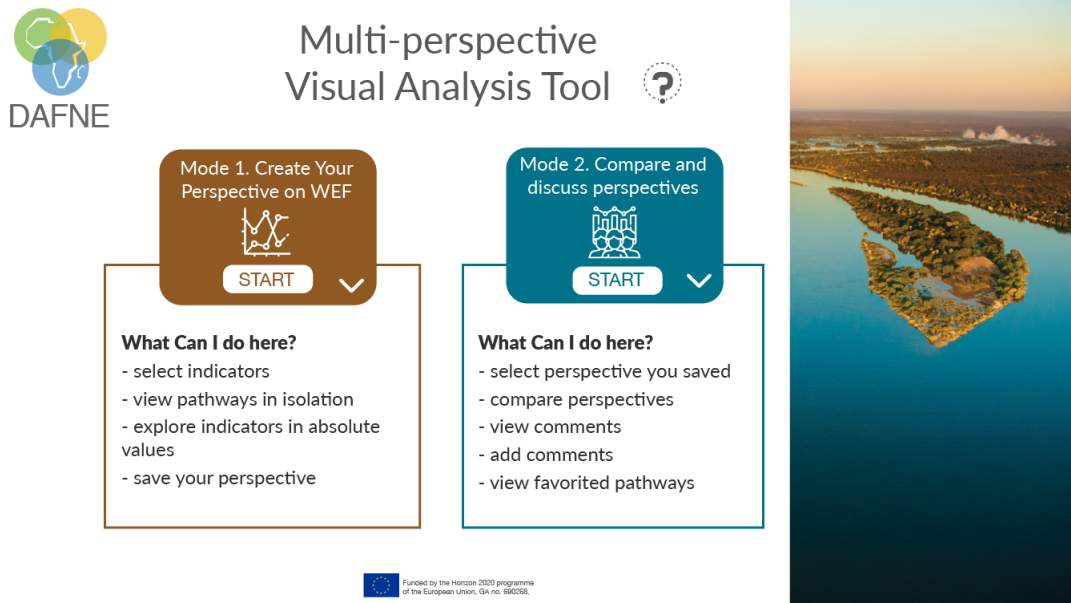 DAFNE
Multi-perspective
Visual Analysis Tool
?
Mode 1. Create Your
Perspective on WEF
START
What Can I do here?
- select indicators
- view pathways in isolation
- explore indicators in absolute
values
- save your perspective
Mode 2. Compare and
discuss perspectives
START
What Can I do here?
- select perspective you saved
- compare perspectives
- view comments
- add comments
- view favorited pathways
Funded by the Horizon 2020 programme
of the European Union, GA no. 690268.